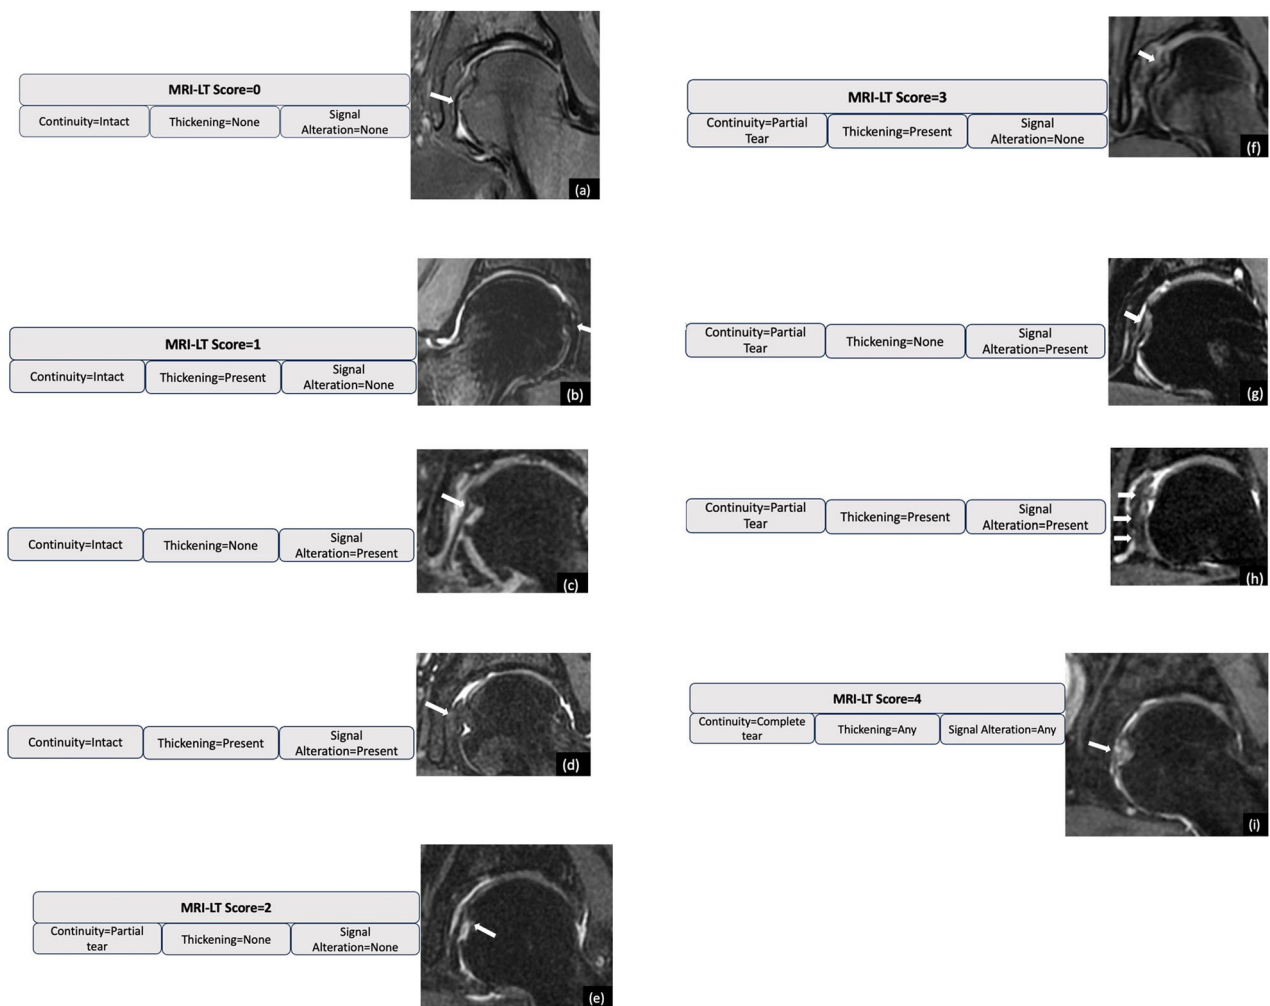 MRI-LT Score=0
Continuity=Intact
Thickening=None
Signal
Alteration=None
(a)
MRI-LT Score=1
Continuity=Intact
Thickening=Present
Signal
Alteration=None
(b)
Continuity=Intact
Thickening=None
Signal
Alteration=Present
(c)
Continuity=Intact
Thickening=Present
Signal
Alteration=Present
(d)
MRI-LT Score=2
Continuity=Partial
tear
Thickening=None
Signal
Alteration=None
(e)
MRI-LT Score=3
Continuity=Partial
Tear
Thickening=Present
Signal
Alteration=None
(f)
Continuity=Partial
Tear
Thickening=None
Signal
Alteration=Present
(g)
Continuity=Partial
Tear
Thickening=Present
Signal
Alteration=Present
(h)
MRI-LT Score=4
Continuity=Complete
tear
Thickening=Any
Signal Alteration=Any
(i)